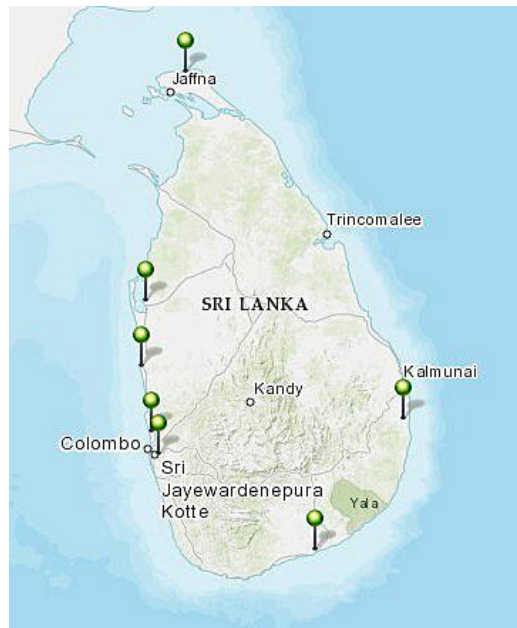 Jaffna
Trincomalee
SRI LANKA
Kalmunai
Kandy
Colombo
Sri
Jayewardenepura
Kotte
Yala